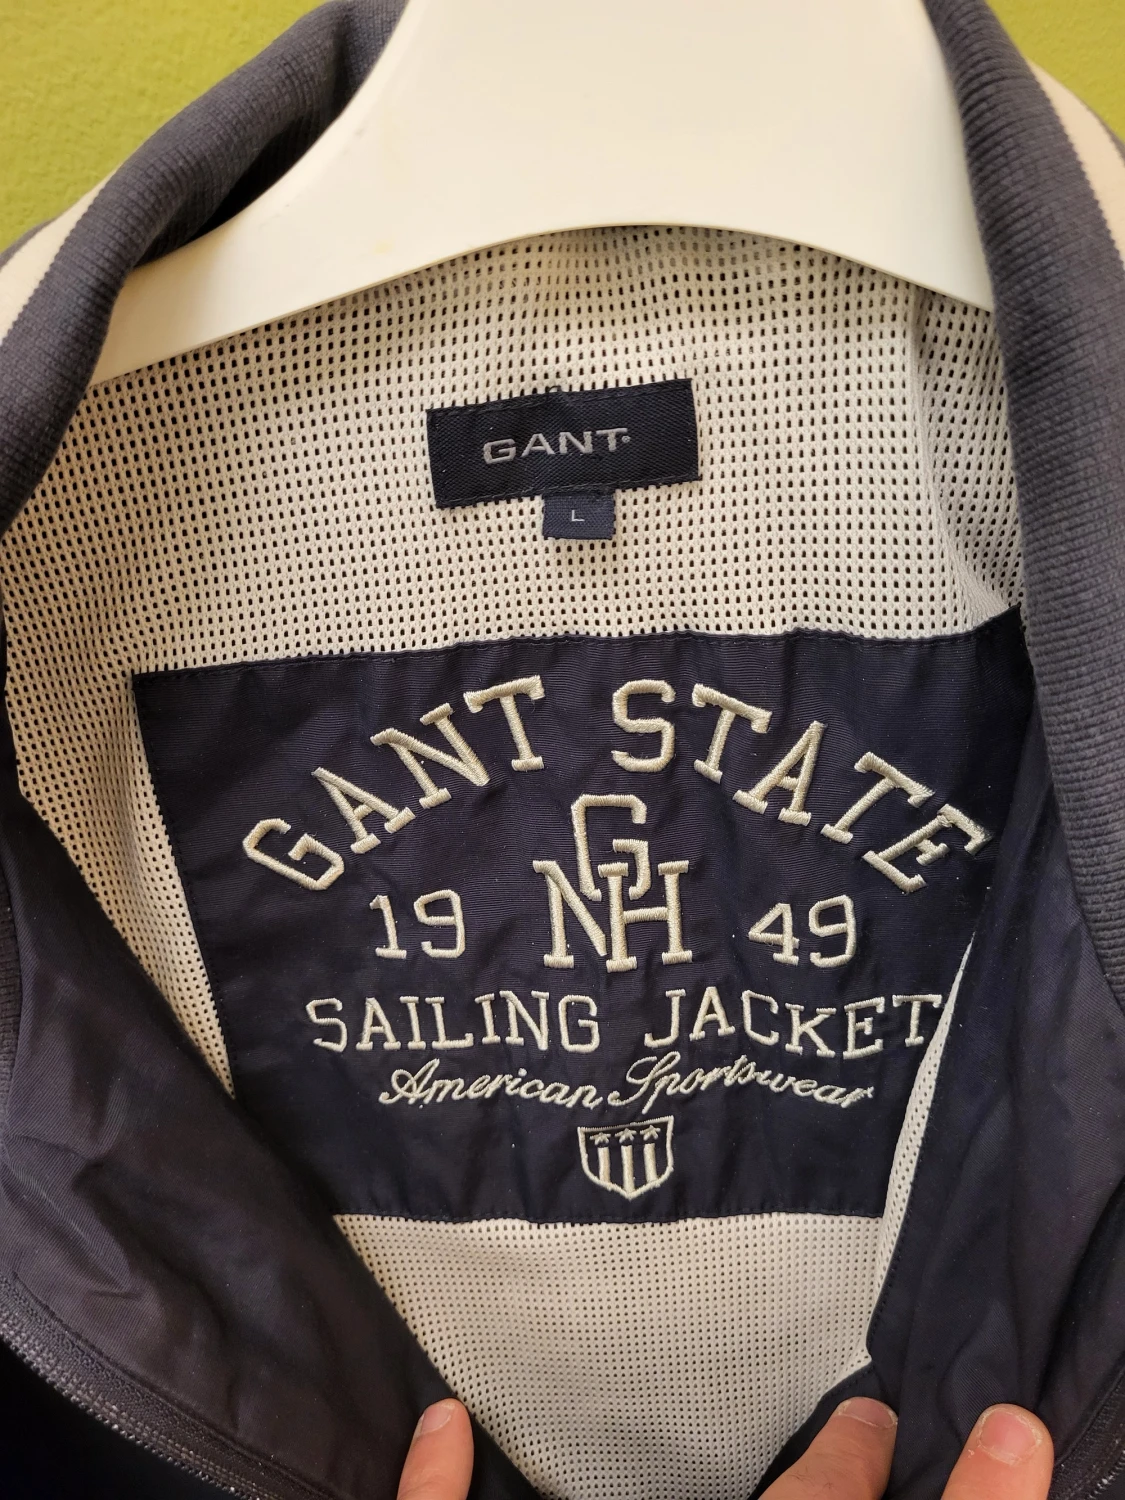 GANT
L
GANT STATE
GNH
19 49
SAILING JACKET
American Sportswear